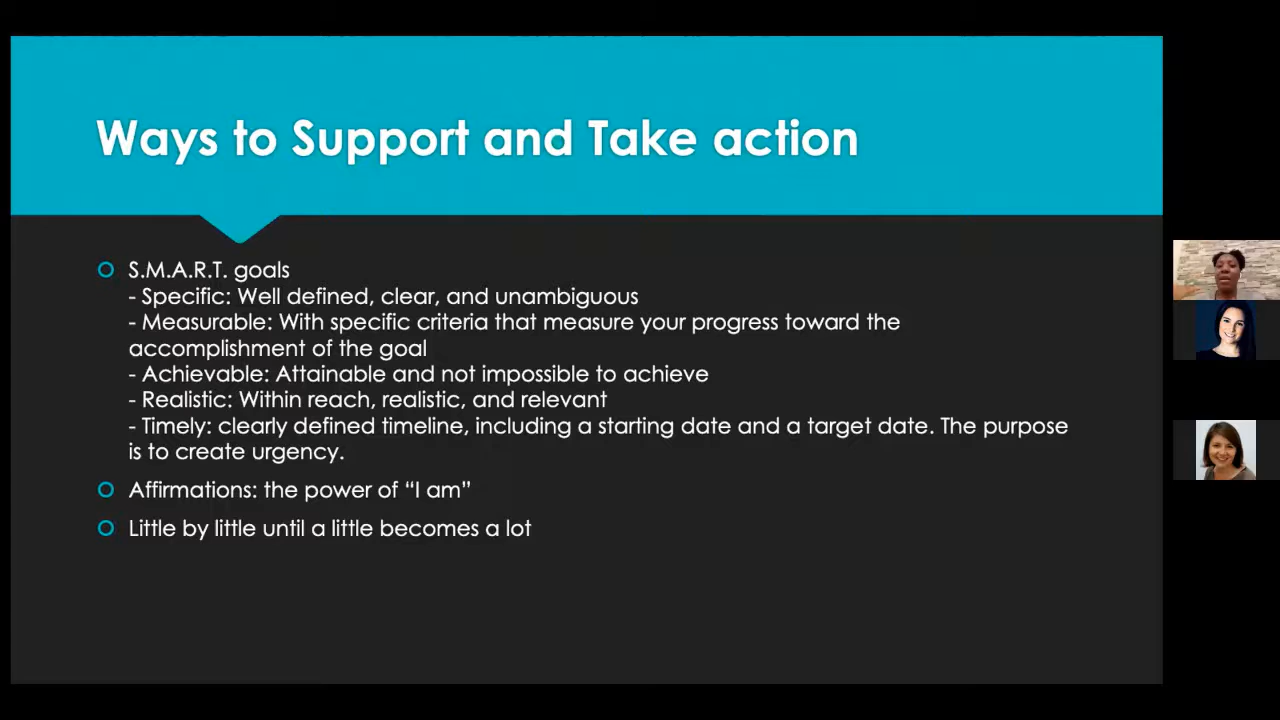 Ways to Support and Take action
S.M.A.R.T. goals
- Specific: Well defined, clear, and unambiguous
- Measurable: With specific criteria that measure your progress toward the
accomplishment of the goal
- Achievable: Attainable and not impossible to achieve
- Realistic: Within reach, realistic, and relevant
- Timely: clearly defined timeline, including a starting date and a target date. The purpose
is to create urgency.
Affirmations: the power of “I am”
Little by little until a little becomes a lot